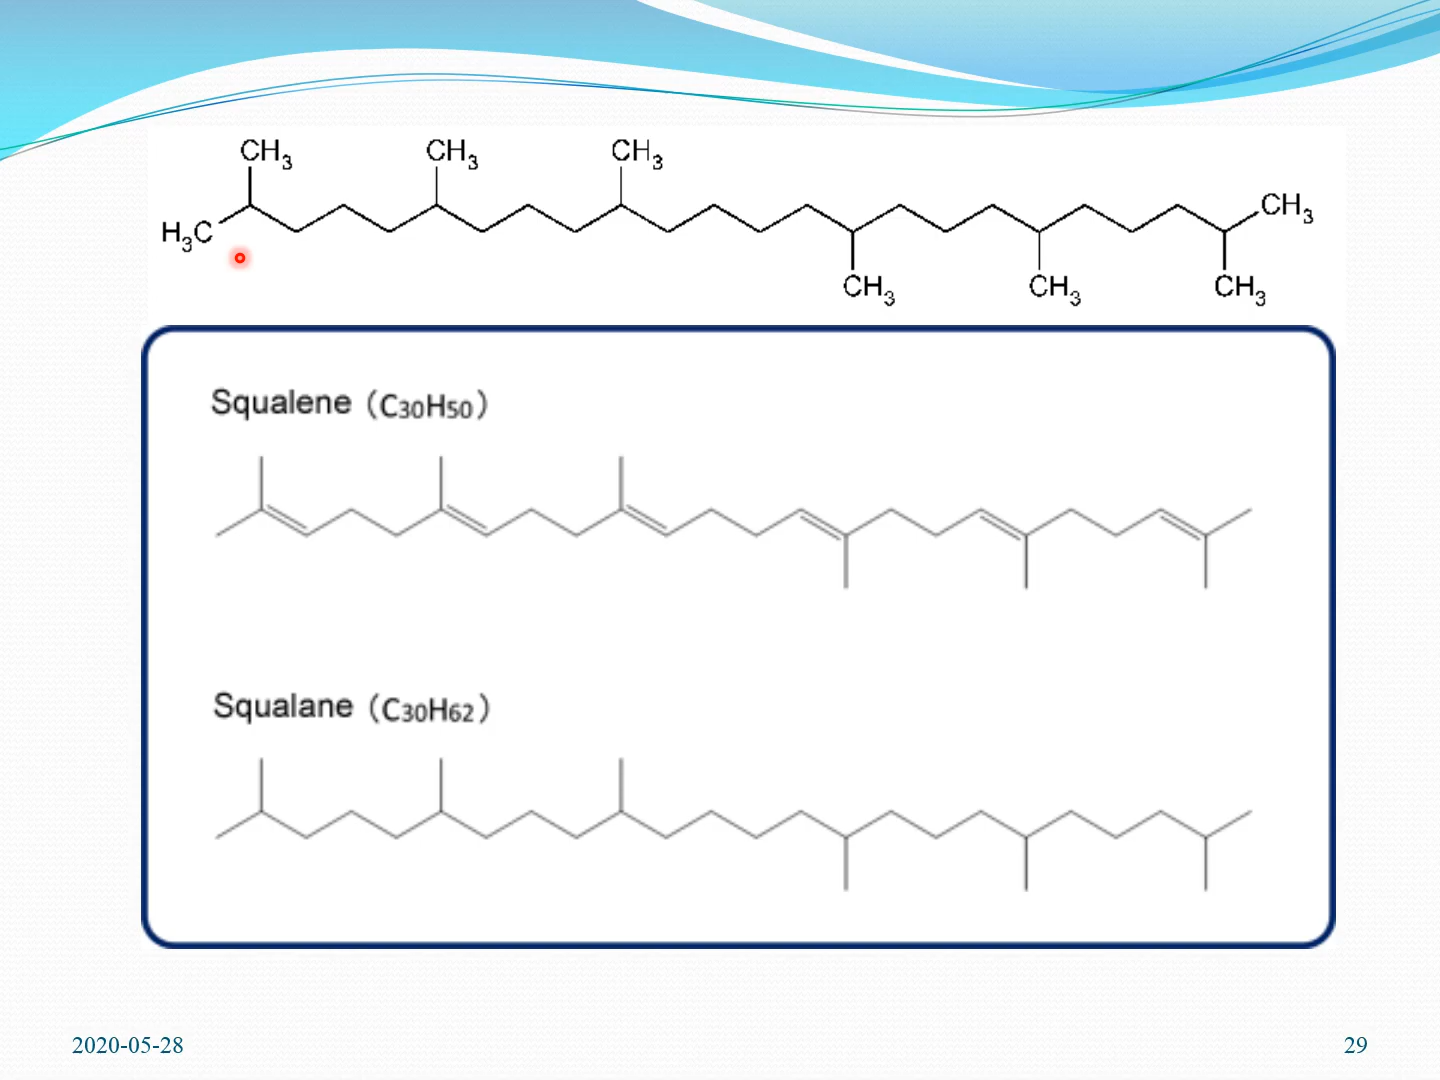 CH3 CH3 CH3
H3C CH3
CH3 CH3 CH3
Squalene (C30H50)
Squalane (C30H62)
2020-05-28 29